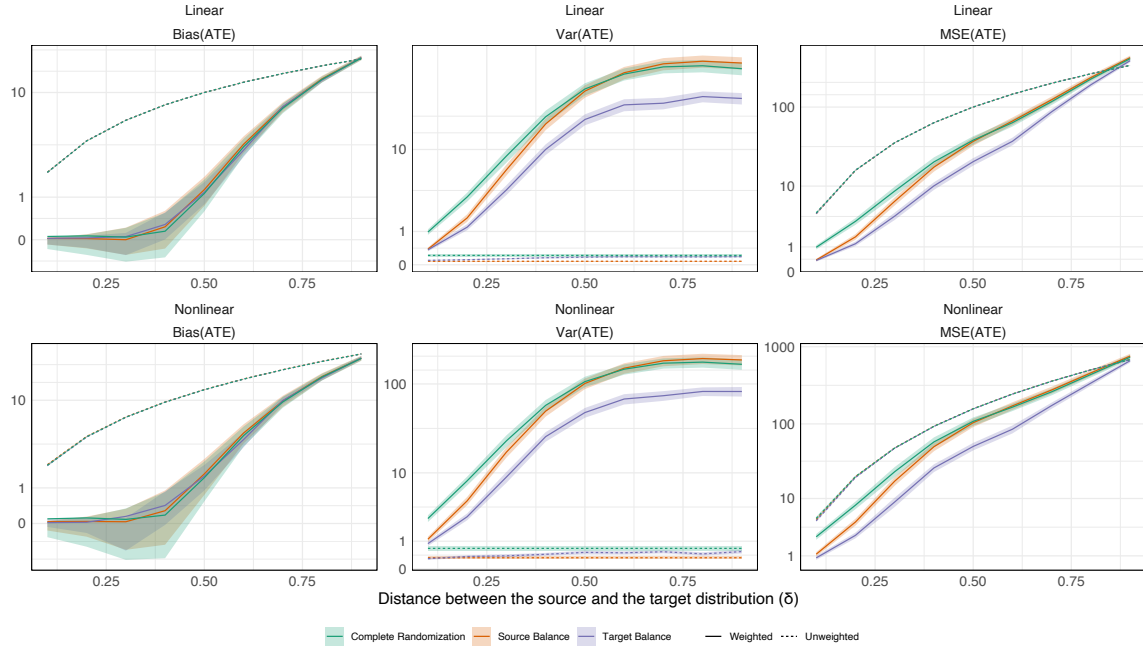 Linear
Linear
Linear
Bias(ATE)
Var(ATE)
MSE(ATE)
10
1
0
0.25
0.50
0.75
10
1
0
0.25
0.50
0.75
100
10
1
0
0.25
0.50
0.75
Nonlinear
Nonlinear
Nonlinear
Bias(ATE)
Var(ATE)
MSE(ATE)
10
1
0
0.25
0.50
0.75
100
10
1
0
0.25
0.50
0.75
1000
100
10
1
0.25
0.50
0.75
Distance between the source and the target distribution (δ)
Complete Randomization Source Balance Target Balance Weighted Unweighted